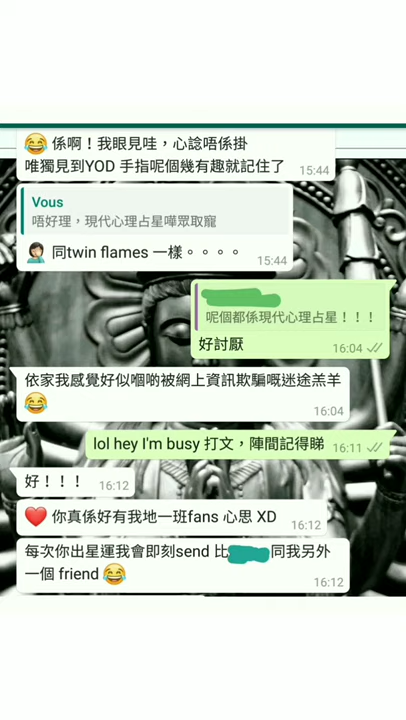 😂 係啊！我眼見哇，心諗唔係掛
唯獨見到YOD 手指呢個幾有趣就記住了
15:44
Vous
唔好理，現代心理占星嘩眾取寵
🤦🏻‍♀️ 同twin flames 一樣。。。。
15:44
呢個都係現代心理占星！！！
好討厭
16:04
依家我感覺好似嗰啲被網上資訊欺騙嘅迷途羔羊
😂
16:04
lol hey I'm busy 打文，陣間記得睇
16:11
好！！！
16:12
❤️ 你真係好有我地一班fans 心思 XD
16:12
每次你出星運我會即刻send 比 同我另外
一個 friend 😂
16:12